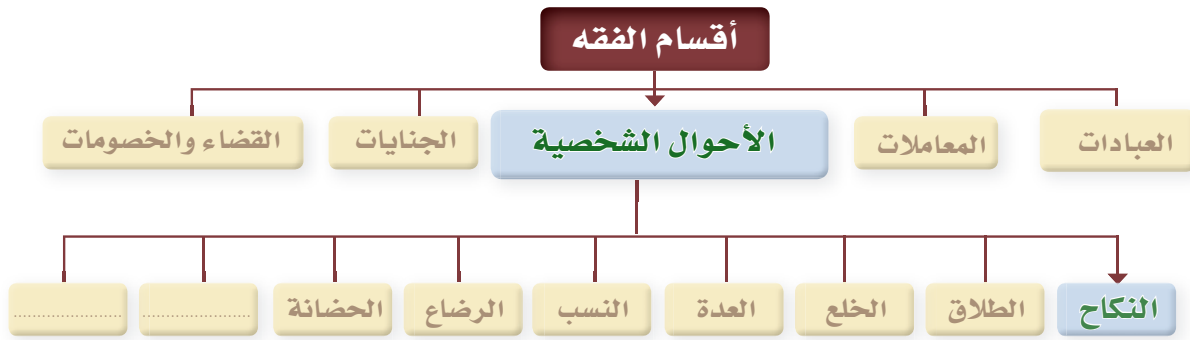 أقسام الفقه
العبادات
المعاملات
الأحوال الشخصية
الجنايات
القضاء والخصومات
النكاح
الطلاق
الخلع
العدة
النسب
الرضاع
الحضانة
......................
......................